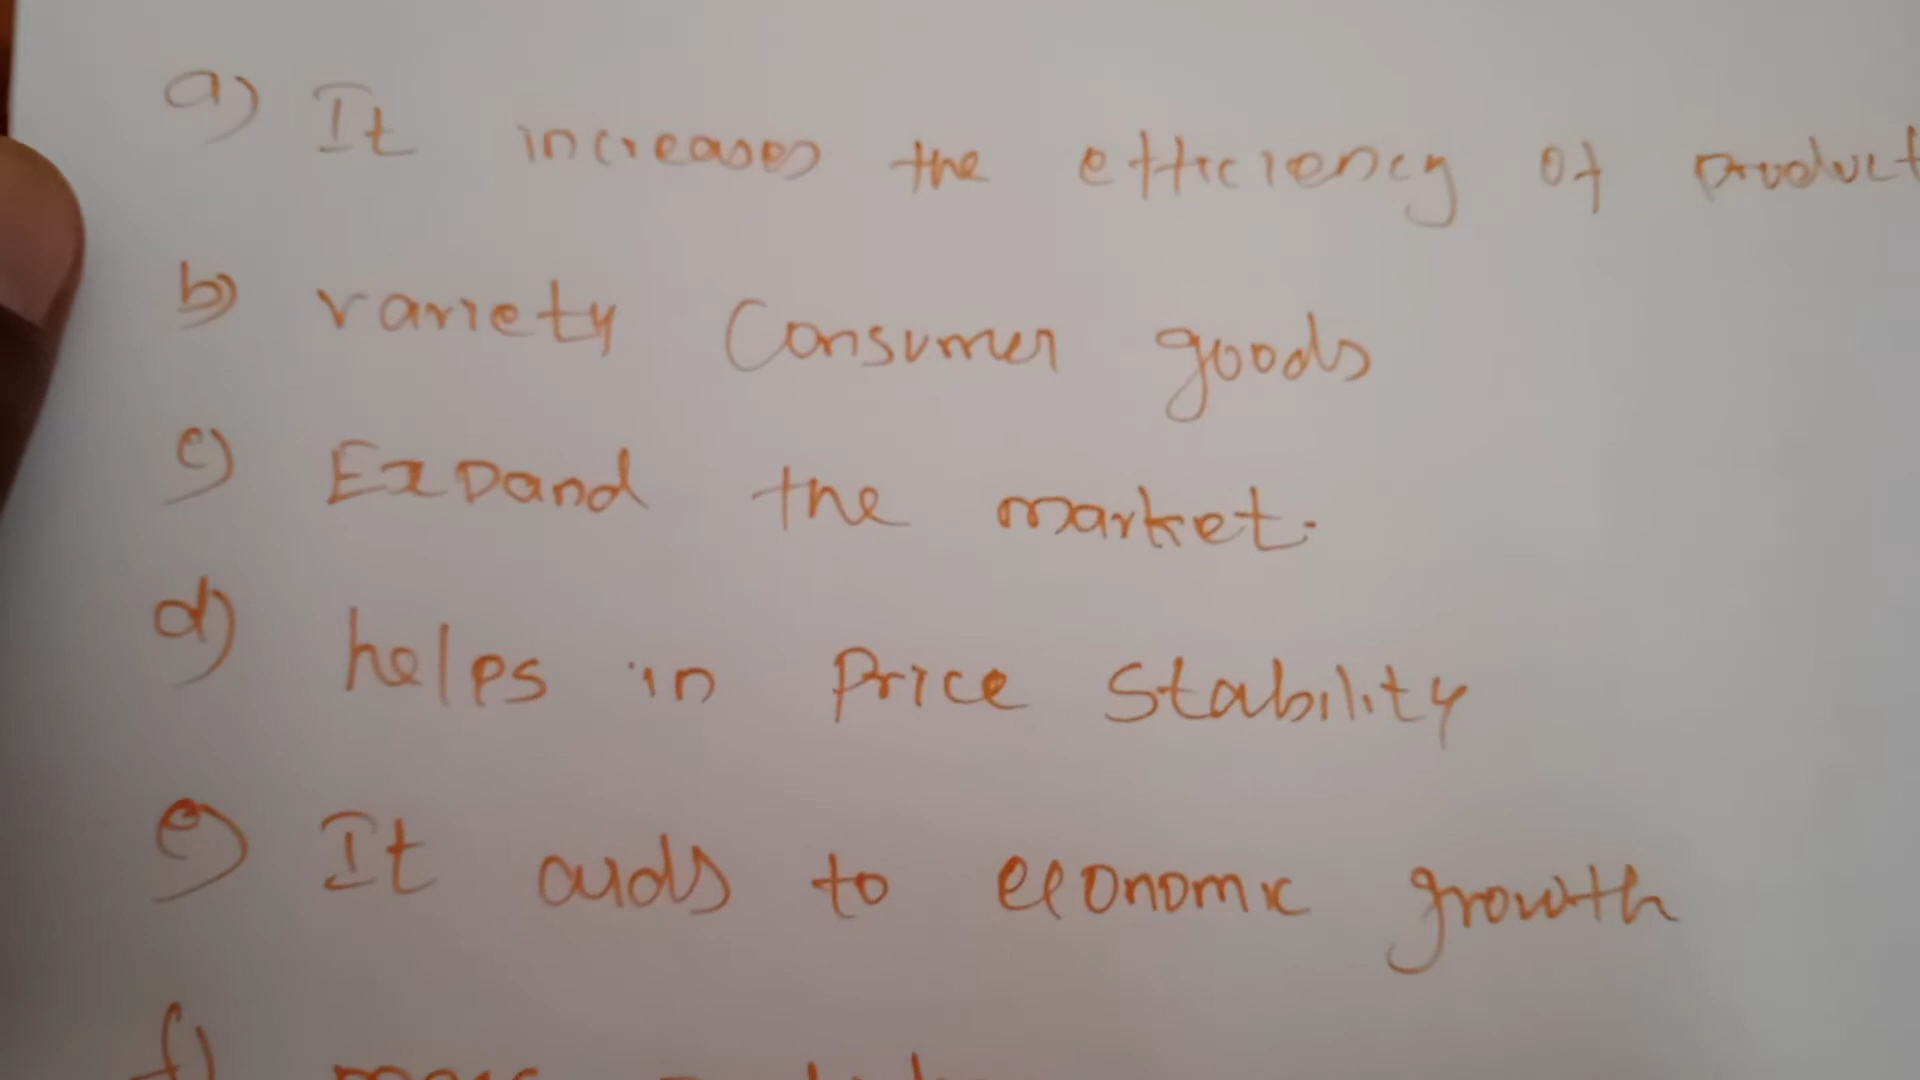 a) It increases the efficiency of product
b) variety Consumer goods
c) Expand the market.
d) helps in Price Stability
e) It aids to economic growth
f)